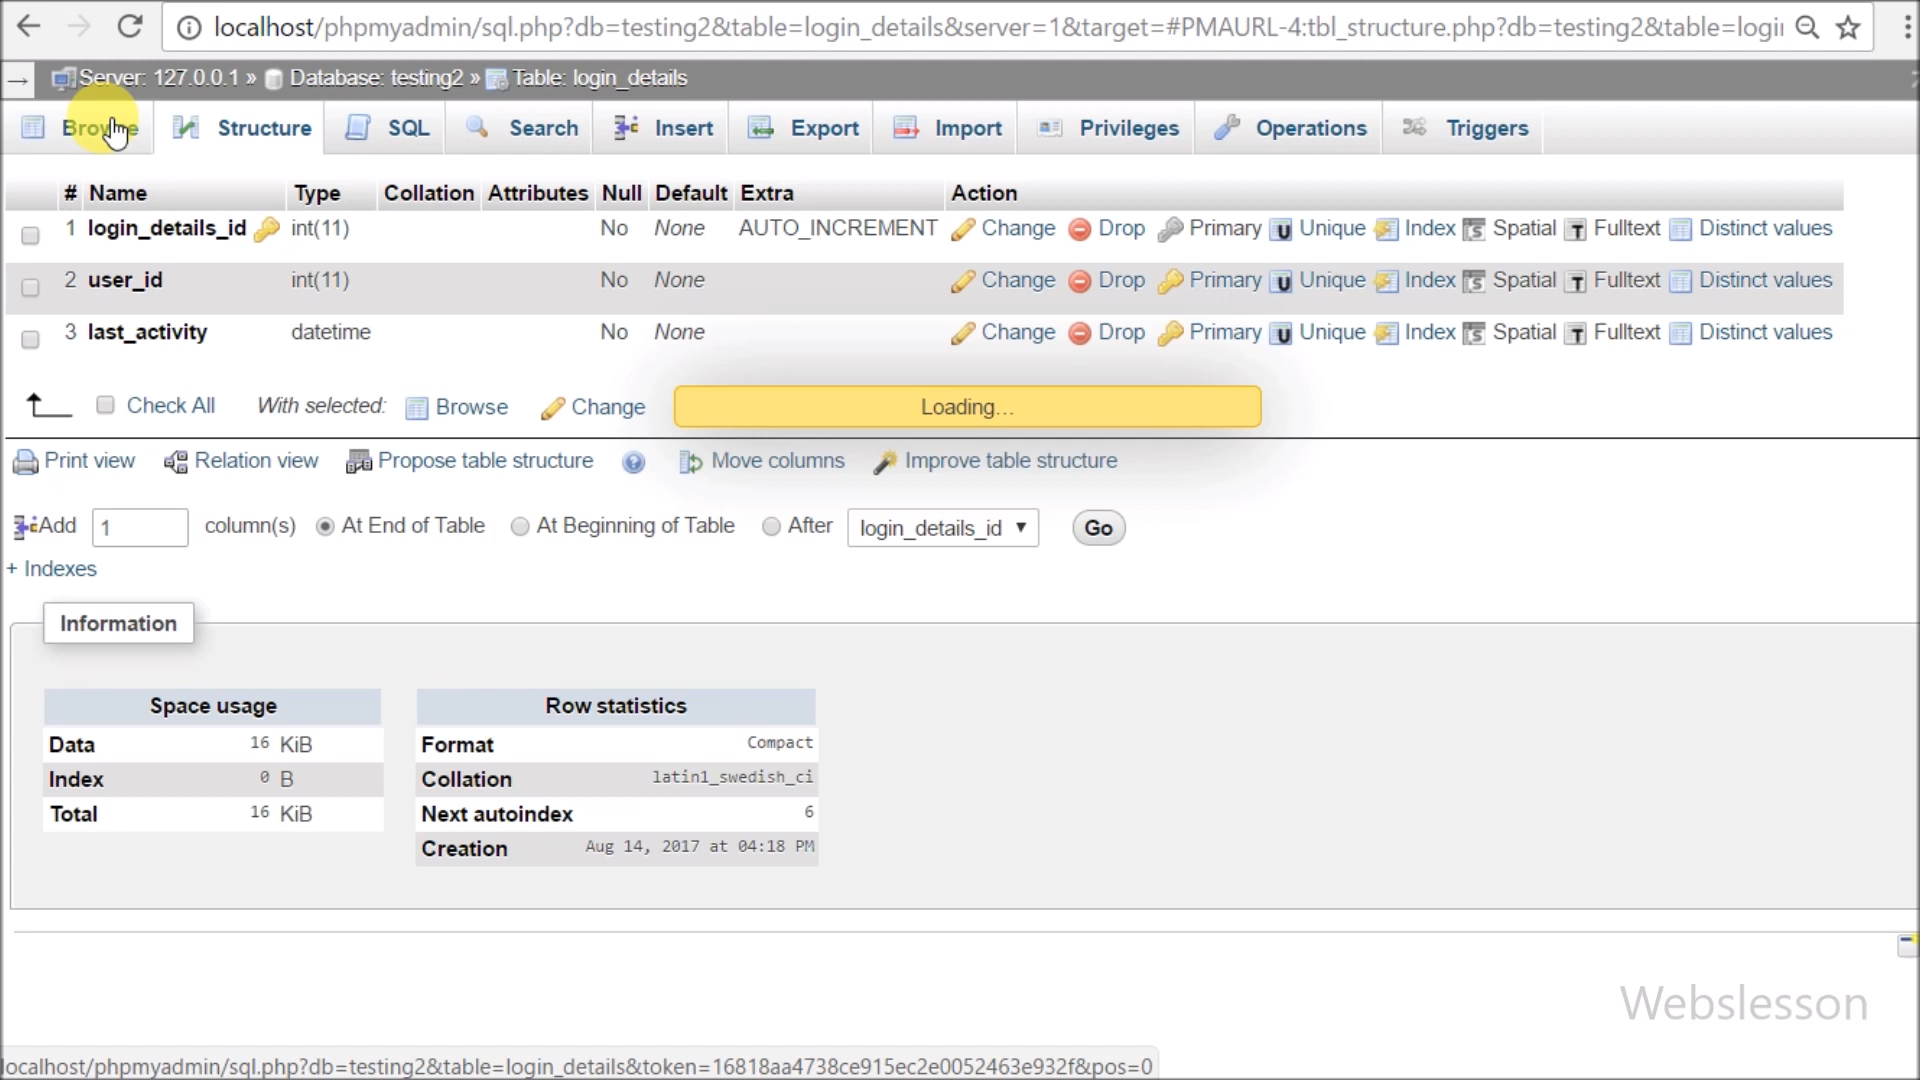 localhost/phpmyadmin/sql.php?db=testing2&table=login_details&server=1&target=#PMAURL-4:tbl_structure.php?db=testing2&table=logi
Server: 127.0.0.1 » Database: testing2 » Table: login_details
Browse Structure SQL Search Insert Export Import Privileges Operations Triggers
# Name Type Collation Attributes Null Default Extra Action
1 login_details_id int(11) No None AUTO_INCREMENT Change Drop Primary Unique Index Spatial Fulltext Distinct values
2 user_id int(11) No None Change Drop Primary Unique Index Spatial Fulltext Distinct values
3 last_activity datetime No None Change Drop Primary Unique Index Spatial Fulltext Distinct values
Check All With selected: Browse Change Loading...
Print view Relation view Propose table structure Move columns Improve table structure
Add 1 column(s) At End of Table At Beginning of Table After login_details_id Go
+ Indexes
Information
Space usage Row statistics
Data 16 KiB Format Compact
Index 0 B Collation latin1_swedish_ci
Total 16 KiB Next autoindex 6
Creation Aug 14, 2017 at 04:18 PM
Webslesson
localhost/phpmyadmin/sql.php?db=testing2&table=login_details&token=16818aa4738ce915ec2e0052463e932f&pos=0